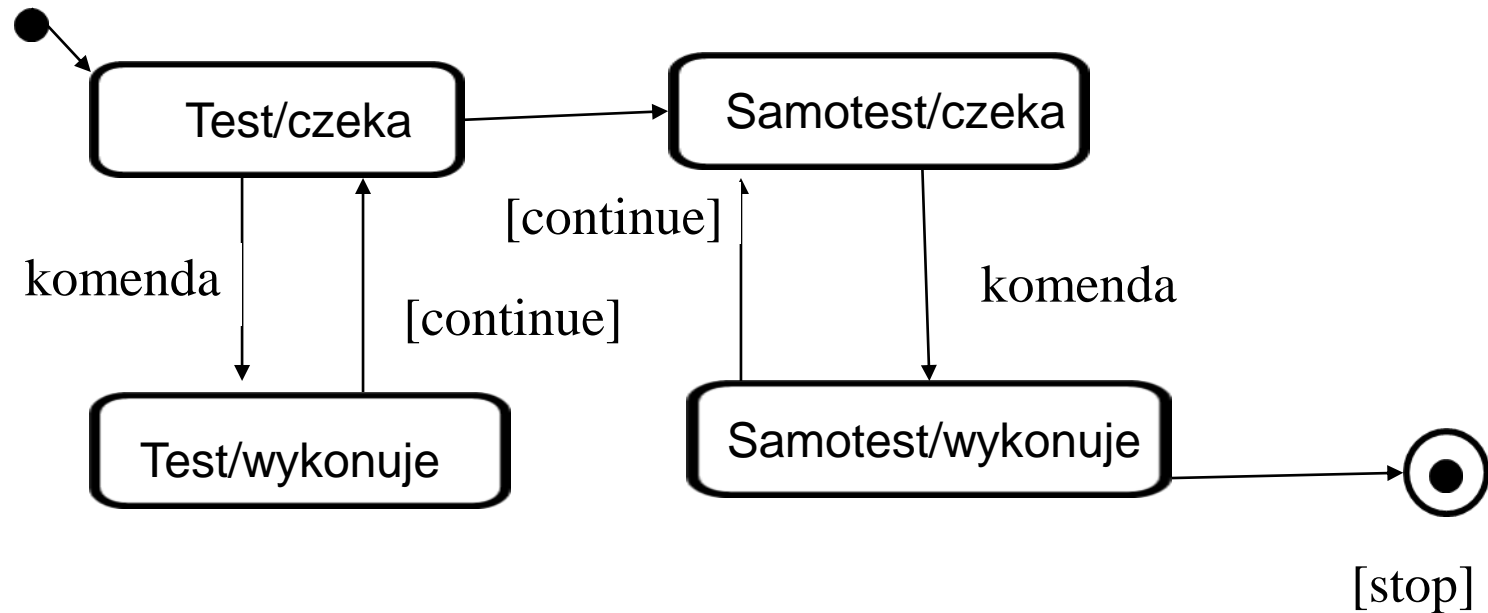 Test/czeka
Samotest/czeka
[continue]
komenda
komenda
[continue]
Test/wykonuje
Samotest/wykonuje
[stop]